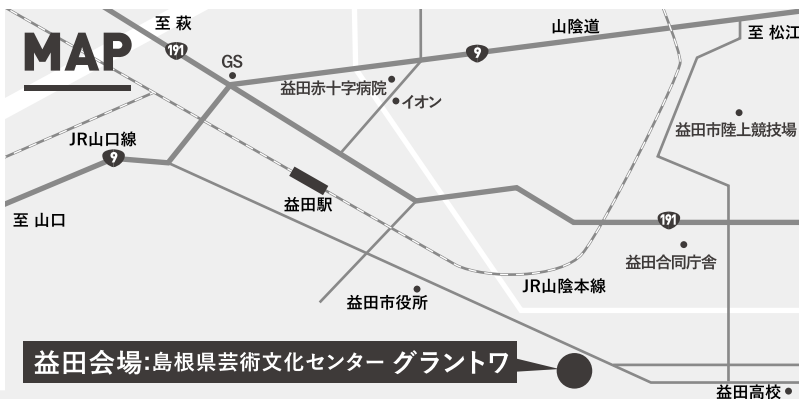 至 萩
MAP
191
GS
山陰道
9
至 松江
益田赤十字病院
イオン
益田市陸上競技場
JR山口線
9
益田駅
至 山口
191
益田合同庁舎
JR山陰本線
益田市役所
益田会場:島根県芸術文化センター グラントワ
益田高校